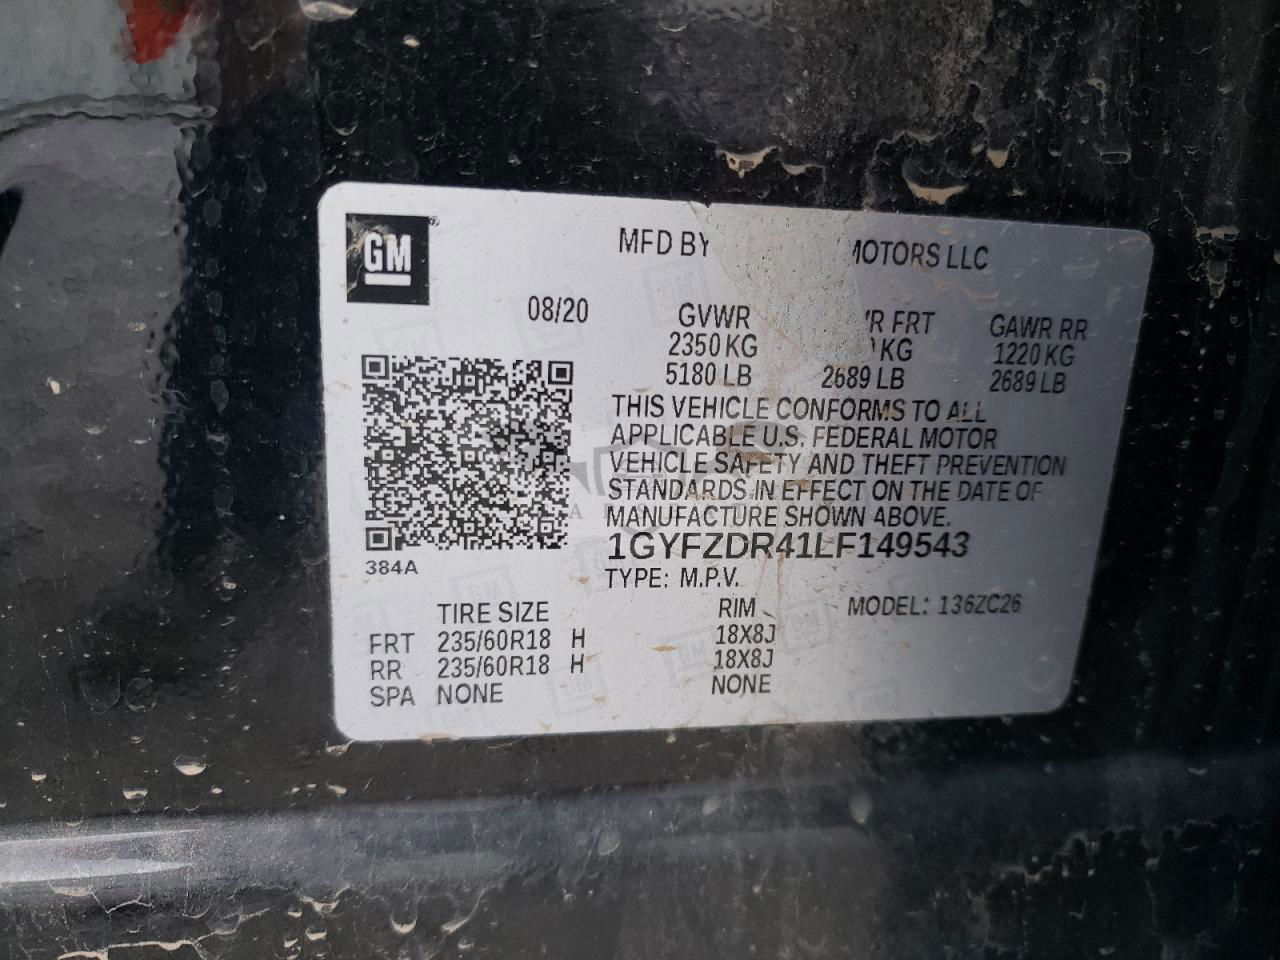 GM
MFD BY MOTORS LLC
08/20 GVWR FRT GAWR RR
2350 KG KG 1220 KG
5180 LB 2689 LB 2689 LB
THIS VEHICLE CONFORMS TO ALL
APPLICABLE U.S. FEDERAL MOTOR
VEHICLE SAFETY AND THEFT PREVENTION
STANDARDS IN EFFECT ON THE DATE OF
MANUFACTURE SHOWN ABOVE.
1GYFZDR41LF149543
384A
TYPE: M.P.V.
TIRE SIZE RIM MODEL: 136ZC26
FRT 235/60R18 H 18X8J
RR 235/60R18 H 18X8J
SPA NONE NONE